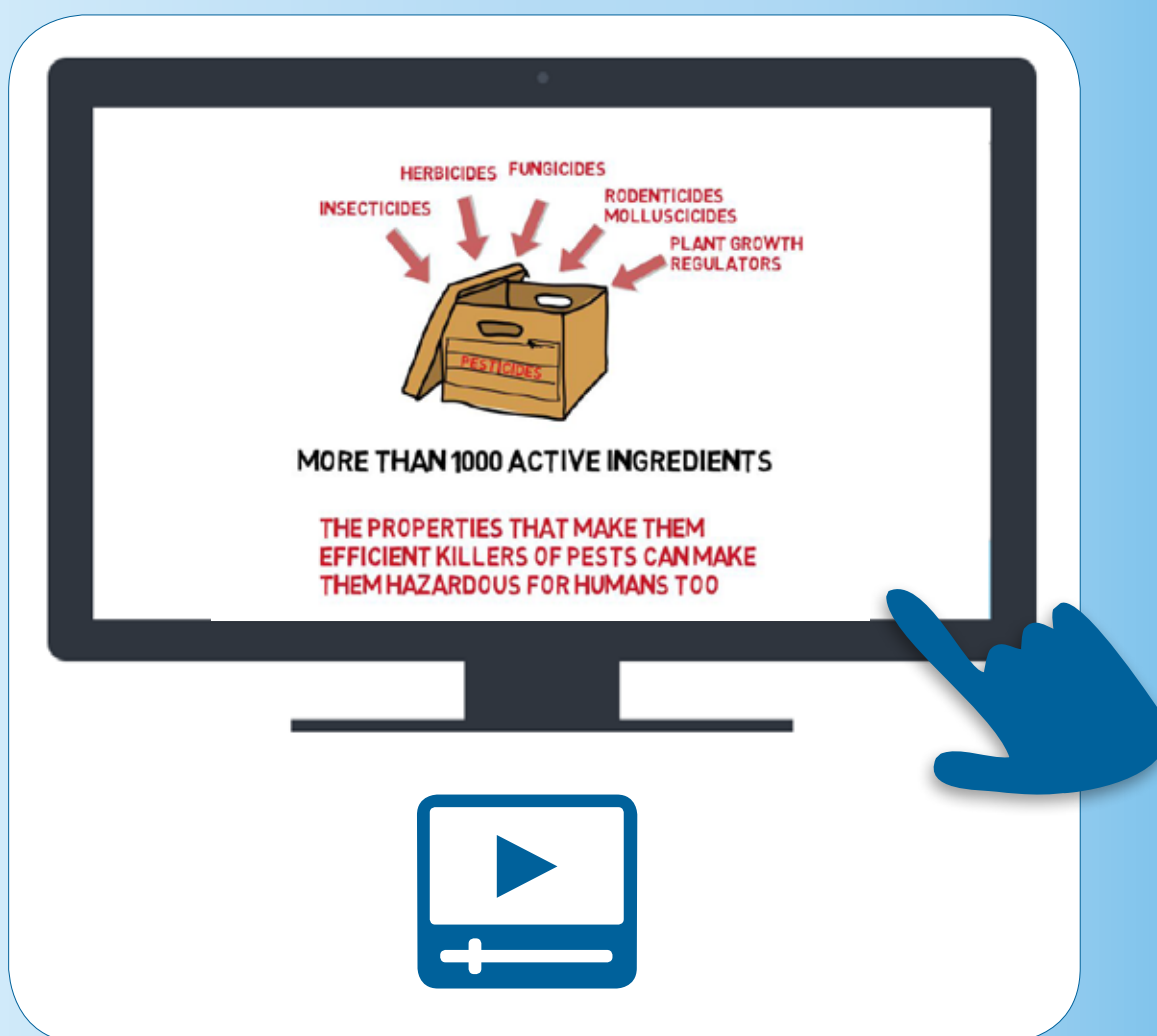 HERBICIDES
FUNGICIDES
INSECTICIDES
RODENTICIDES
MOLLUSCICIDES
PLANT GROWTH
REGULATORS
PESTICIDES
MORE THAN 1000 ACTIVE INGREDIENTS
THE PROPERTIES THAT MAKE THEM
EFFICIENT KILLERS OF PESTS CAN MAKE
THEM HAZARDOUS FOR HUMANS TOO